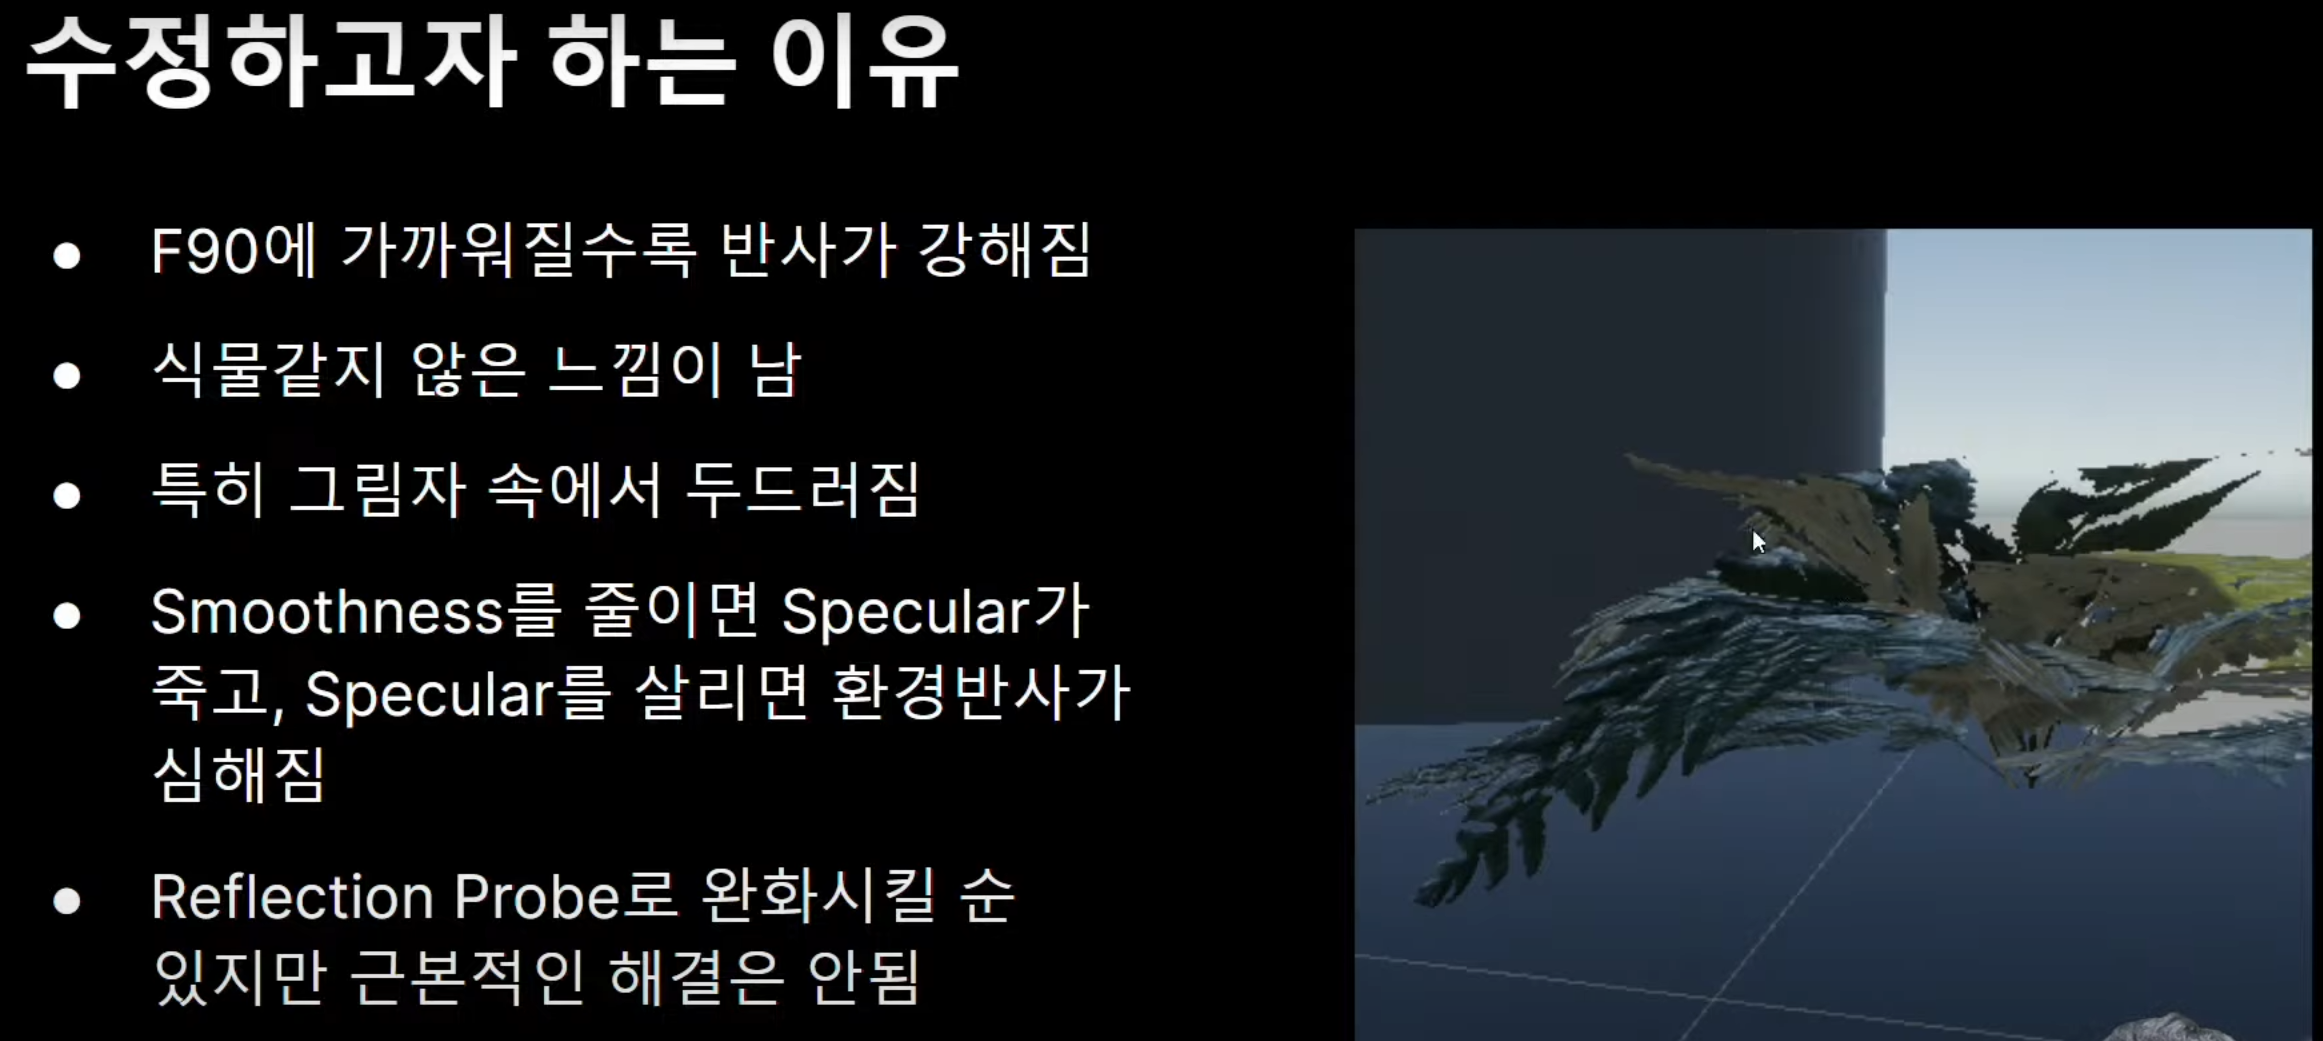 수정하고자 하는 이유
● F90에 가까워질수록 반사가 강해짐
● 식물같지 않은 느낌이 남
● 특히 그림자 속에서 두드러짐
● Smoothness를 줄이면 Specular가
죽고, Specular를 살리면 환경반사가
심해짐
● Reflection Probe로 완화시킬 순
있지만 근본적인 해결은 안됨